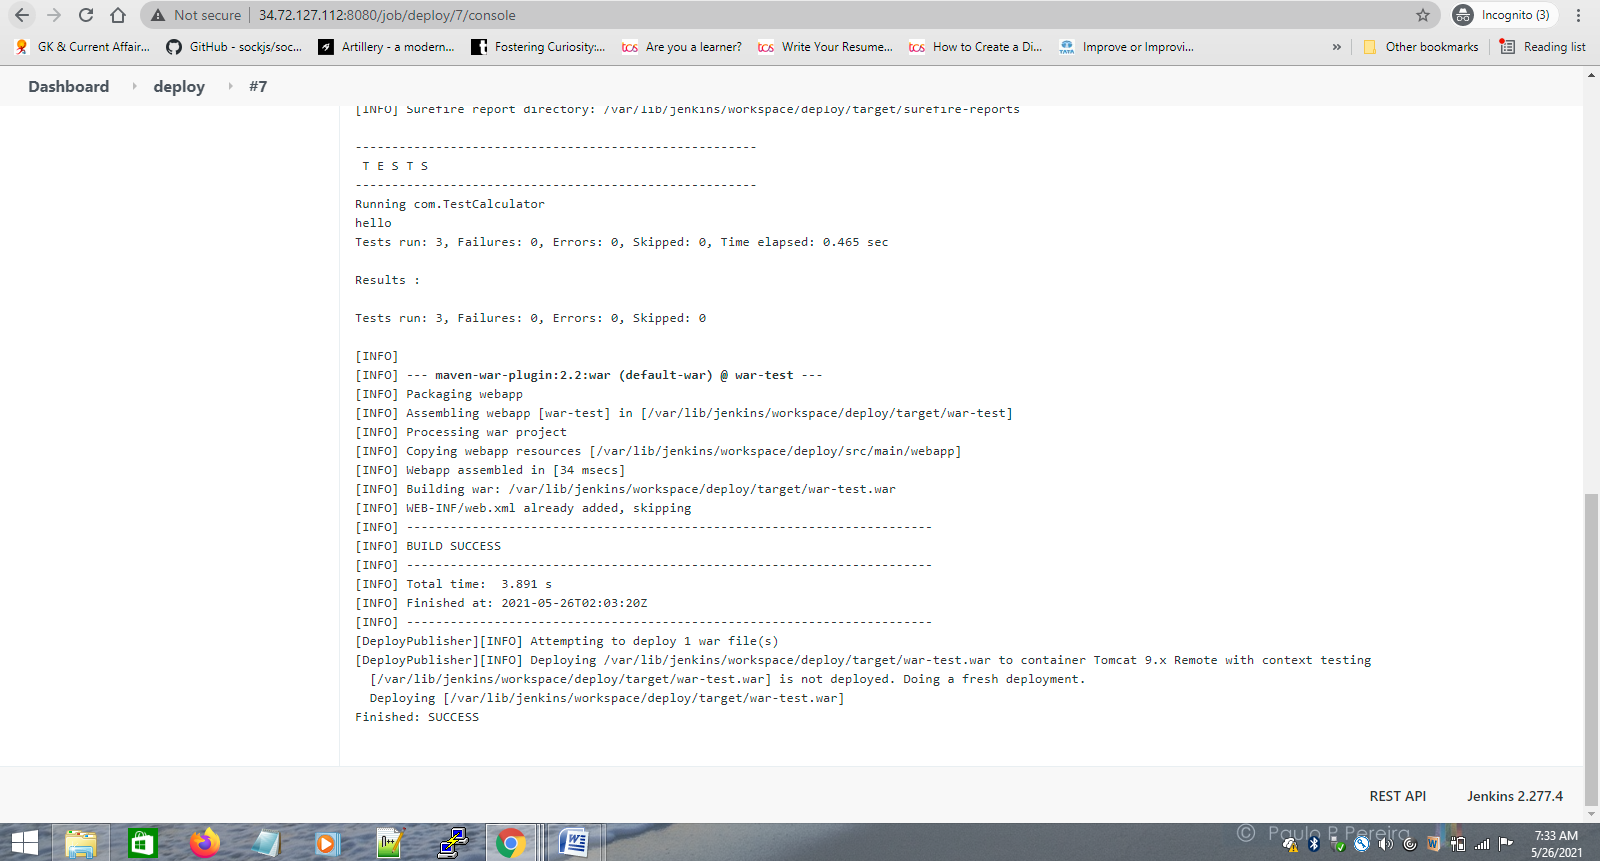 Not secure | 34.72.127.112:8080/job/deploy/7/console
Incognito (3)
GK & Current Affair...
GitHub - sockjs/soc...
Artillery - a modern...
Fostering Curiosity:...
Are you a learner?
Write Your Resume...
How to Create a Di...
Improve or Improvi...
»
Other bookmarks
Reading list
Dashboard
deploy
#7
[INFO] Surefire report directory: /var/lib/jenkins/workspace/deploy/target/surefire-reports
-------------------------------------------------------
T E S T S
-------------------------------------------------------
Running com.TestCalculator
hello
Tests run: 3, Failures: 0, Errors: 0, Skipped: 0, Time elapsed: 0.465 sec
Results :
Tests run: 3, Failures: 0, Errors: 0, Skipped: 0
[INFO]
[INFO] --- maven-war-plugin:2.2:war (default-war) @ war-test ---
[INFO] Packaging webapp
[INFO] Assembling webapp [war-test] in [/var/lib/jenkins/workspace/deploy/target/war-test]
[INFO] Processing war project
[INFO] Copying webapp resources [/var/lib/jenkins/workspace/deploy/src/main/webapp]
[INFO] Webapp assembled in [34 msecs]
[INFO] Building war: /var/lib/jenkins/workspace/deploy/target/war-test.war
[INFO] WEB-INF/web.xml already added, skipping
[INFO] ------------------------------------------------------------------------
[INFO] BUILD SUCCESS
[INFO] ------------------------------------------------------------------------
[INFO] Total time:  3.891 s
[INFO] Finished at: 2021-05-26T02:03:20Z
[INFO] ------------------------------------------------------------------------
[DeployPublisher][INFO] Attempting to deploy 1 war file(s)
[DeployPublisher][INFO] Deploying /var/lib/jenkins/workspace/deploy/target/war-test.war to container Tomcat 9.x Remote with context testing
[/var/lib/jenkins/workspace/deploy/target/war-test.war] is not deployed. Doing a fresh deployment.
Deploying [/var/lib/jenkins/workspace/deploy/target/war-test.war]
Finished: SUCCESS
REST API
Jenkins 2.277.4
© Paulo P Pereira
7:33 AM
5/26/2021